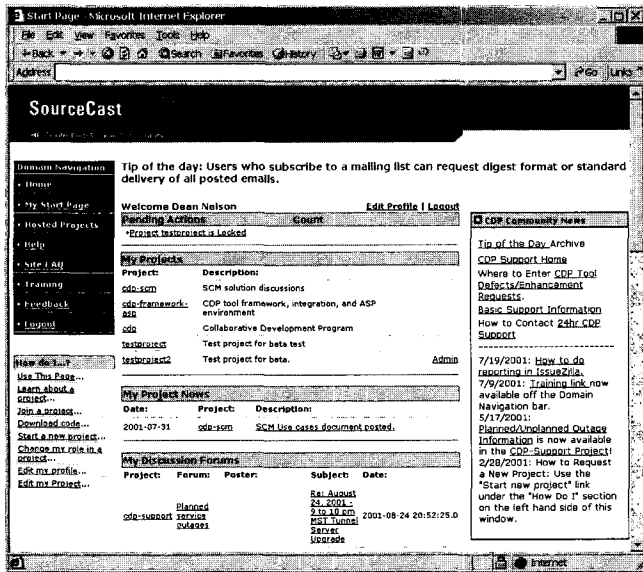 Start Page - Microsoft Internet Explorer
File Edit View Favorites Tools Help
Back Search Favorites History
Address Go Links
SourceCast
Domain Navigation
• Home
• My Start Page
• Hosted Projects
• Help
• Site FAQ
• Training
• Feedback
• Logout
How do I...?
Use This Page...
Learn about a project...
Join a project...
Download code...
Start a new project...
Change my role in a project...
Edit my profile...
Edit my Project...
Tip of the day: Users who subscribe to a mailing list can request digest format or standard
delivery of all posted emails.
Welcome Dean Nelson Edit Profile | Logout
Pending Actions Count
•Project testproject is Locked
My Projects
Project: Description:
cdp-scm SCM solution discussions
cdp-framework-asp CDP tool framework, integration, and ASP environment
cdp Collaborative Development Program
testproject Test project for beta test
testproject2 Test project for beta. Admin
My Project News
Date: Project: Description:
2001-07-31 cdp-scm SCM Use cases document posted.
My Discussion Forums
Project: Forum: Poster: Subject: Date:
cdp-support Planned service outages Re: August 24, 2001 - 9 to 10 pm MST Tunnel Server Upgrade 2001-08-24 20:52:25.0
CDP Community News
Tip of the Day Archive
CDP Support Home
Where to Enter CDP Tool
Defects/Enhancement
Requests.
Basic Support Information
How to Contact 24hr CDP
Support
7/19/2001: How to do
reporting in IssueZilla.
7/9/2001: Training link now
available off the Domain
Navigation bar.
5/17/2001:
Planned/Unplanned Outage
Information is now available
in the CDP-Support Project!
2/28/2001: How to Request
a New Project: Use the
"Start new project" link
under the "How Do I" section
on the left hand side of this
window.
Internet